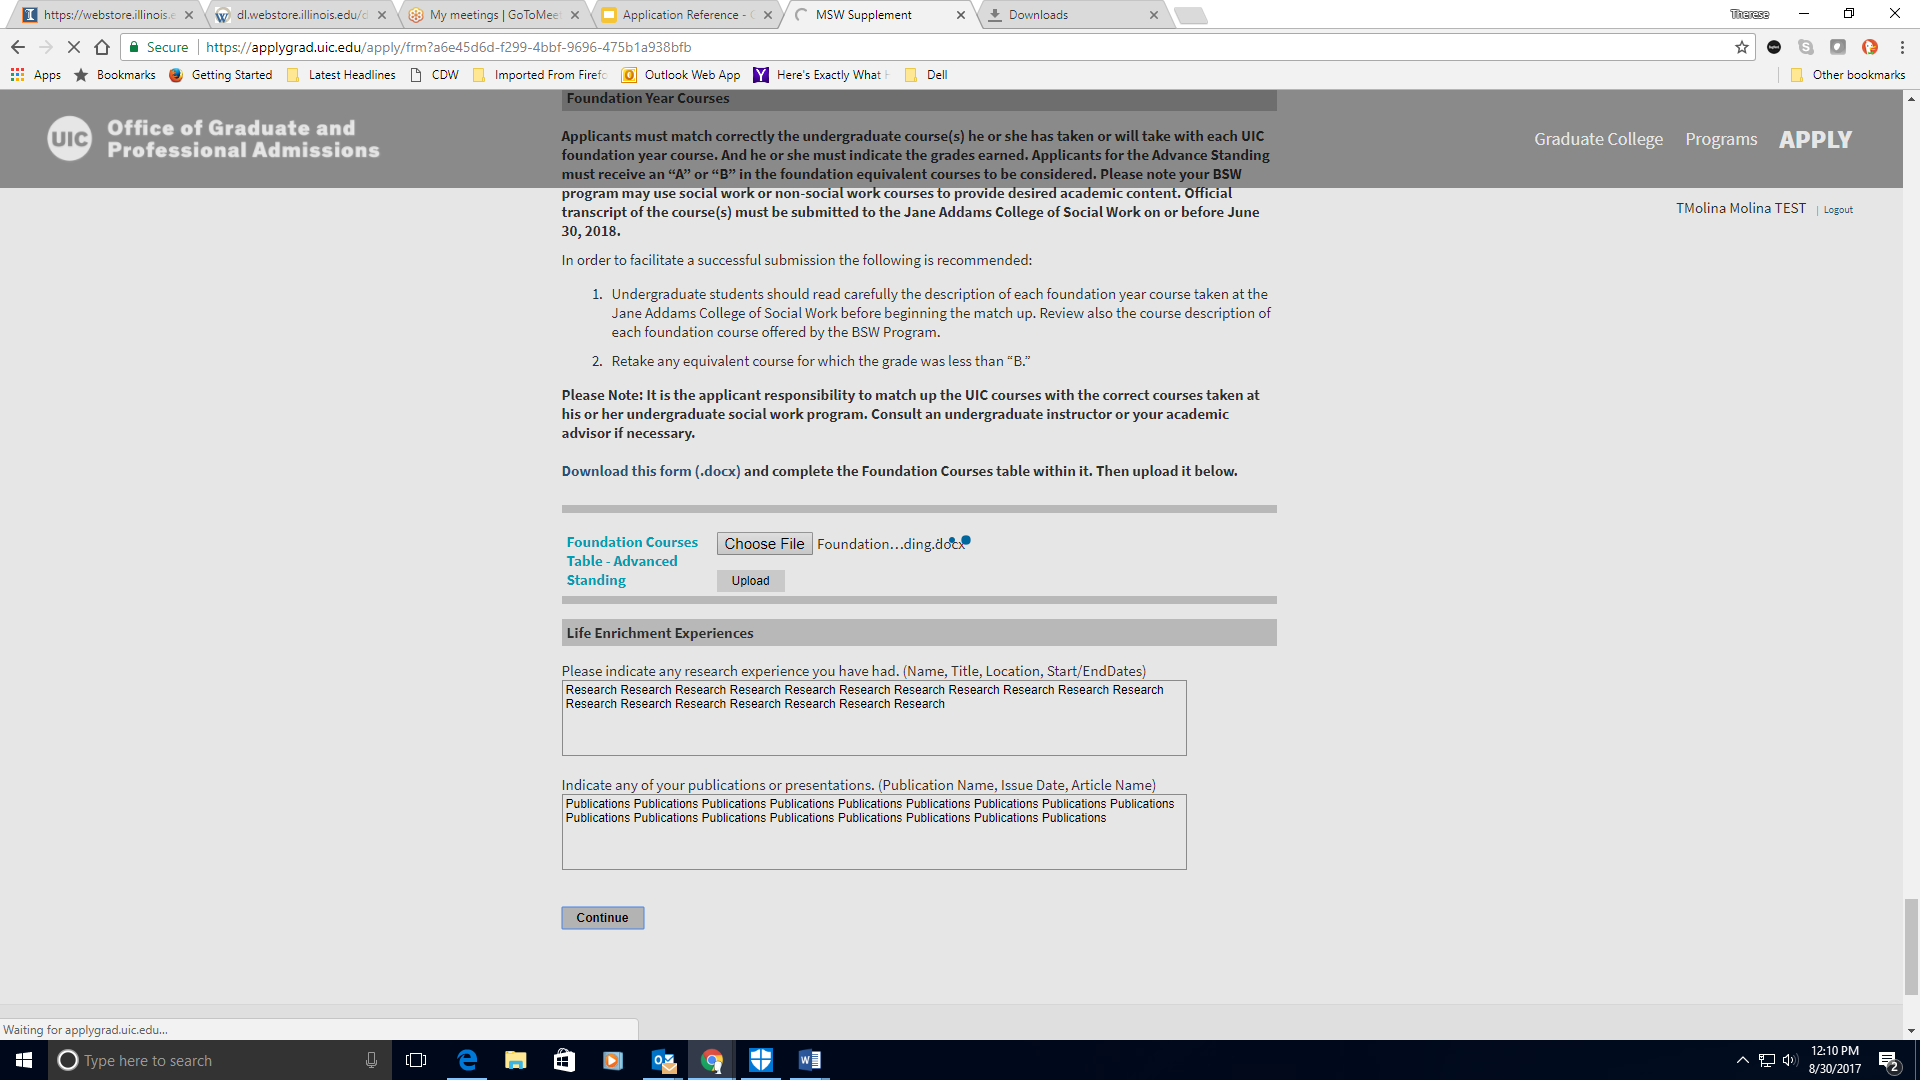 https://webstore.illinois.e
dl.webstore.illinois.edu/d
My meetings | GoToMee
Application Reference -
MSW Supplement
Downloads
Therese
Secure
https://applygrad.uic.edu/apply/frm?a6e45d6d-f299-4bbf-9696-475b1a938bfb
Apps
Bookmarks
Getting Started
Latest Headlines
CDW
Imported From Firefo
Outlook Web App
Here's Exactly What H
Dell
Other bookmarks
Foundation Year Courses
UIC
Office of Graduate and
Professional Admissions
Graduate College
Programs
APPLY
Applicants must match correctly the undergraduate course(s) he or she has taken or will take with each UIC
foundation year course. And he or she must indicate the grades earned. Applicants for the Advance Standing
must receive an “A” or “B” in the foundation equivalent courses to be considered. Please note your BSW
program may use social work or non-social work courses to provide desired academic content. Official
transcript of the course(s) must be submitted to the Jane Addams College of Social Work on or before June
30, 2018.
TMolina Molina TEST | Logout
In order to facilitate a successful submission the following is recommended:
1. Undergraduate students should read carefully the description of each foundation year course taken at the
Jane Addams College of Social Work before beginning the match up. Review also the course description of
each foundation course offered by the BSW Program.
2. Retake any equivalent course for which the grade was less than “B.”
Please Note: It is the applicant responsibility to match up the UIC courses with the correct courses taken at
his or her undergraduate social work program. Consult an undergraduate instructor or your academic
advisor if necessary.
Download this form (.docx) and complete the Foundation Courses table within it. Then upload it below.
Foundation Courses
Table - Advanced
Standing
Choose File Foundation…ding.docx
Upload
Life Enrichment Experiences
Please indicate any research experience you have had. (Name, Title, Location, Start/EndDates)
Research Research Research Research Research Research Research Research Research Research Research
Research Research Research Research Research Research Research
Indicate any of your publications or presentations. (Publication Name, Issue Date, Article Name)
Publications Publications Publications Publications Publications Publications Publications Publications Publications
Publications Publications Publications Publications Publications Publications Publications Publications
Continue
Waiting for applygrad.uic.edu...
Type here to search
12:10 PM
8/30/2017
2